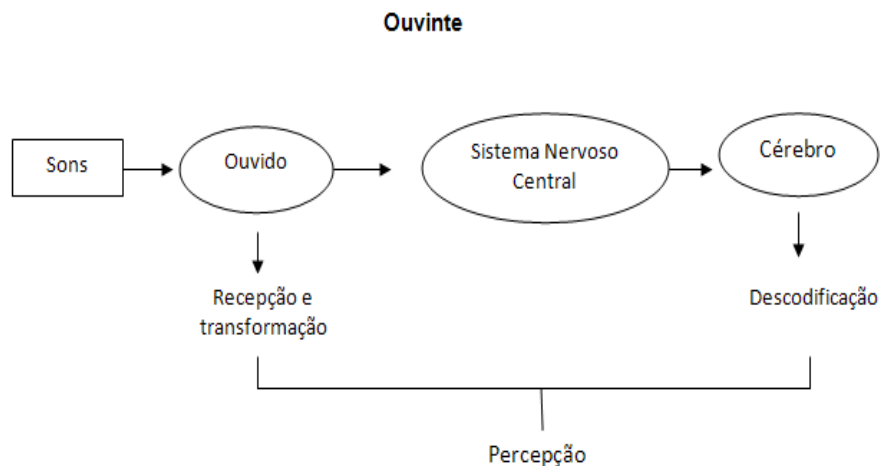 Ouvinte
Sons
Ouvido
Sistema Nervoso
Central
Cérebro
Recepção e
transformação
Descodificação
Percepção